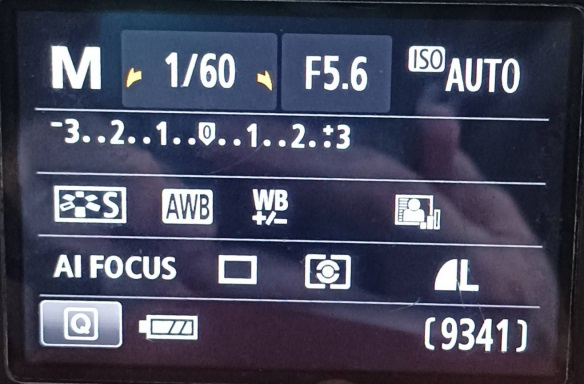 M 1/60 F5.6 ISO AUTO
-3..2..1..0..1..2.:+3
S AWB WB +/-
AI FOCUS L
Q (9341)